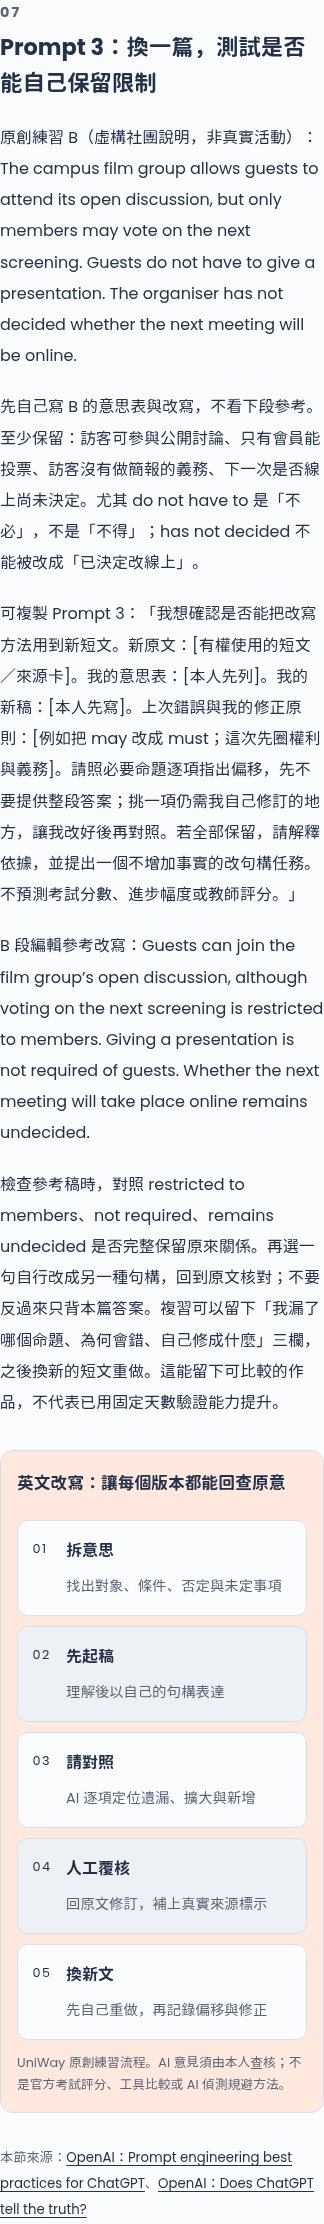 07
Prompt 3：換一篇，測試是否
能自己保留限制
原創練習 B（虛構社團說明，非真實活動）：
The campus film group allows guests to
attend its open discussion, but only
members may vote on the next
screening. Guests do not have to give a
presentation. The organiser has not
decided whether the next meeting will
be online.
先自己寫 B 的意思表與改寫，不看下段參考。
至少保留：訪客可參與公開討論、只有會員能
投票、訪客沒有做簡報的義務、下一次是否線
上尚未決定。尤其 do not have to 是「不
必」，不是「不得」；has not decided 不
能被改成「已決定改線上」。
可複製 Prompt 3：「我想確認是否能把改寫
方法用到新短文。新原文：[有權使用的短文
／來源卡]。我的意思表：[本人先列]。我的
新稿：[本人先寫]。上次錯誤與我的修正原
則：[例如把 may 改成 must；這次先圈權利
與義務]。請照必要命題逐項指出偏移，先不
要提供整段答案；挑一項仍需我自己修訂的地
方，讓我改好後再對照。若全部保留，請解釋
依據，並提出一個不增加事實的改句構任務。
不預測考試分數、進步幅度或教師評分。」
B 段編輯參考改寫：Guests can join the
film group’s open discussion, although
voting on the next screening is restricted
to members. Giving a presentation is
not required of guests. Whether the next
meeting will take place online remains
undecided.
檢查參考稿時，對照 restricted to
members、not required、remains
undecided 是否完整保留原來關係。再選一
句自行改成另一種句構，回到原文核對；不要
反過來只背本篇答案。複習可以留下「我漏了
哪個命題、為何會錯、自己修成什麼」三欄，
之後換新的短文重做。這能留下可比較的作
品，不代表已用固定天數驗證能力提升。
英文改寫：讓每個版本都能回查原意
01 拆意思
找出對象、條件、否定與未定事項
02 先起稿
理解後以自己的句構表達
03 請對照
AI 逐項定位遺漏、擴大與新增
04 人工覆核
回原文修訂，補上真實來源標示
05 換新文
先自己重做，再記錄偏移與修正
UniWay 原創練習流程。AI 意見須由本人查核；不
是官方考試評分、工具比較或 AI 偵測規避方法。
本節來源：OpenAI：Prompt engineering best
practices for ChatGPT、OpenAI：Does ChatGPT
tell the truth?